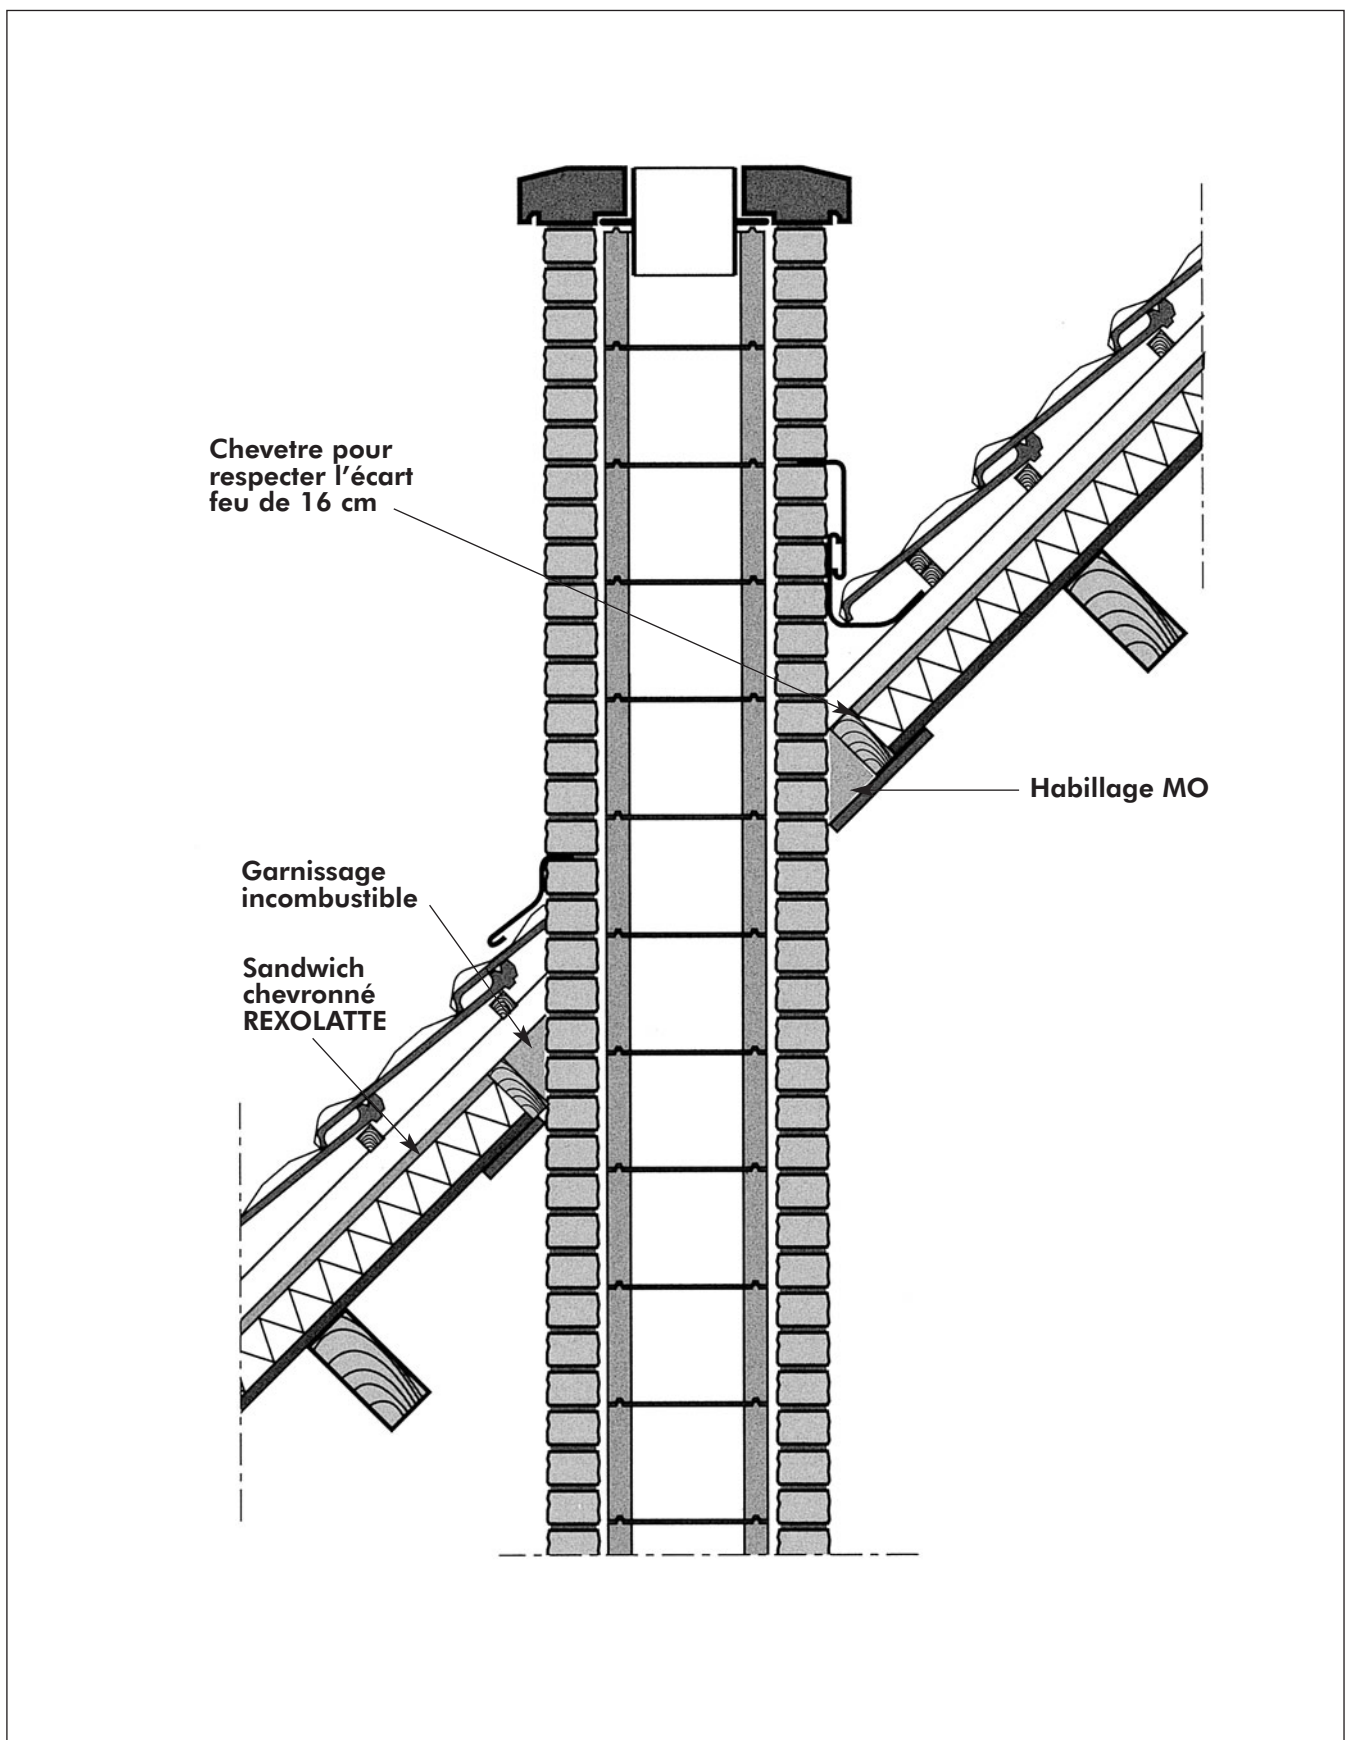 Chevetre pour
respecter l’écart
feu de 16 cm
Habillage MO
Garnissage
incombustible
Sandwich
chevronné
REXOLATTE